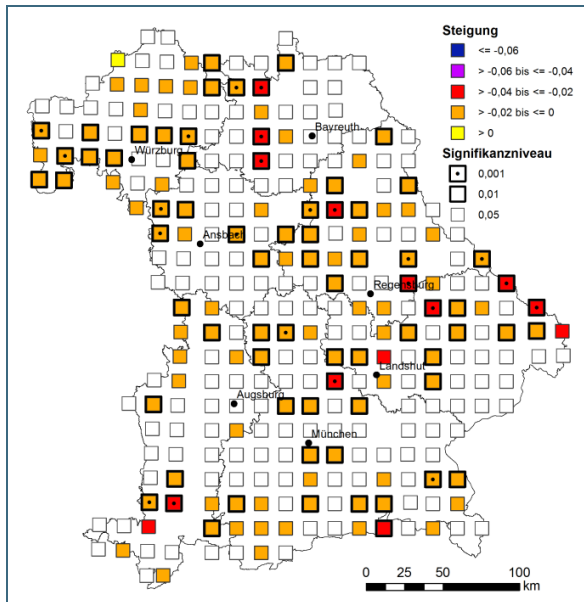 Steigung
<= -0,06
> -0,06 bis <= -0,04
> -0,04 bis <= -0,02
> -0,02 bis <= 0
> 0
Signifikanzniveau
0,001
0,01
0,05
Bayreuth
Würzburg
Ansbach
Regensburg
Landshut
Augsburg
München
0 25 50 100
km